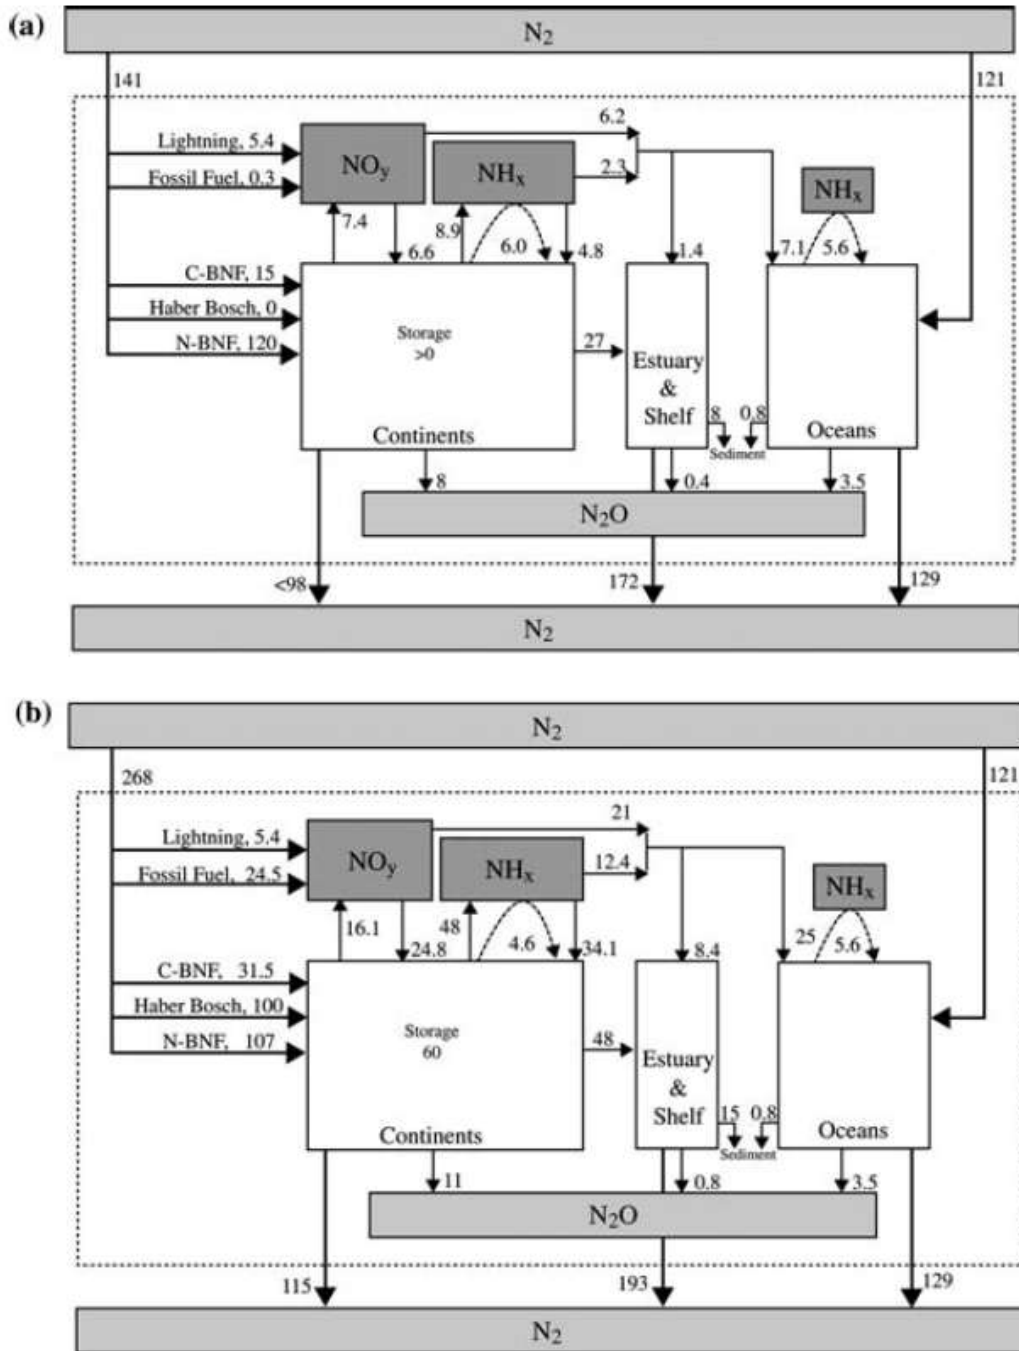 (a)
N₂
141
121
Lightning, 5.4
Fossil Fuel, 0.3
NOy
NHx
6.2
2.3
NHx
7.4
6.6
8.9
6.0
4.8
1.4
7.1
5.6
C-BNF, 15
Haber Bosch, 0
N-BNF, 120
Storage
>0
27
Estuary
&
Shelf
8
0.8
Sediment
Continents
Oceans
8
0.4
3.5
N₂O
<98
172
129
N₂
(b)
N₂
268
121
Lightning, 5.4
Fossil Fuel, 24.5
NOy
NHx
21
12.4
NHx
16.1
24.8
48
4.6
34.1
8.4
25
5.6
C-BNF, 31.5
Haber Bosch, 100
N-BNF, 107
Storage
60
48
Estuary
&
Shelf
15
0.8
Sediment
Continents
Oceans
11
0.8
3.5
N₂O
115
193
129
N₂